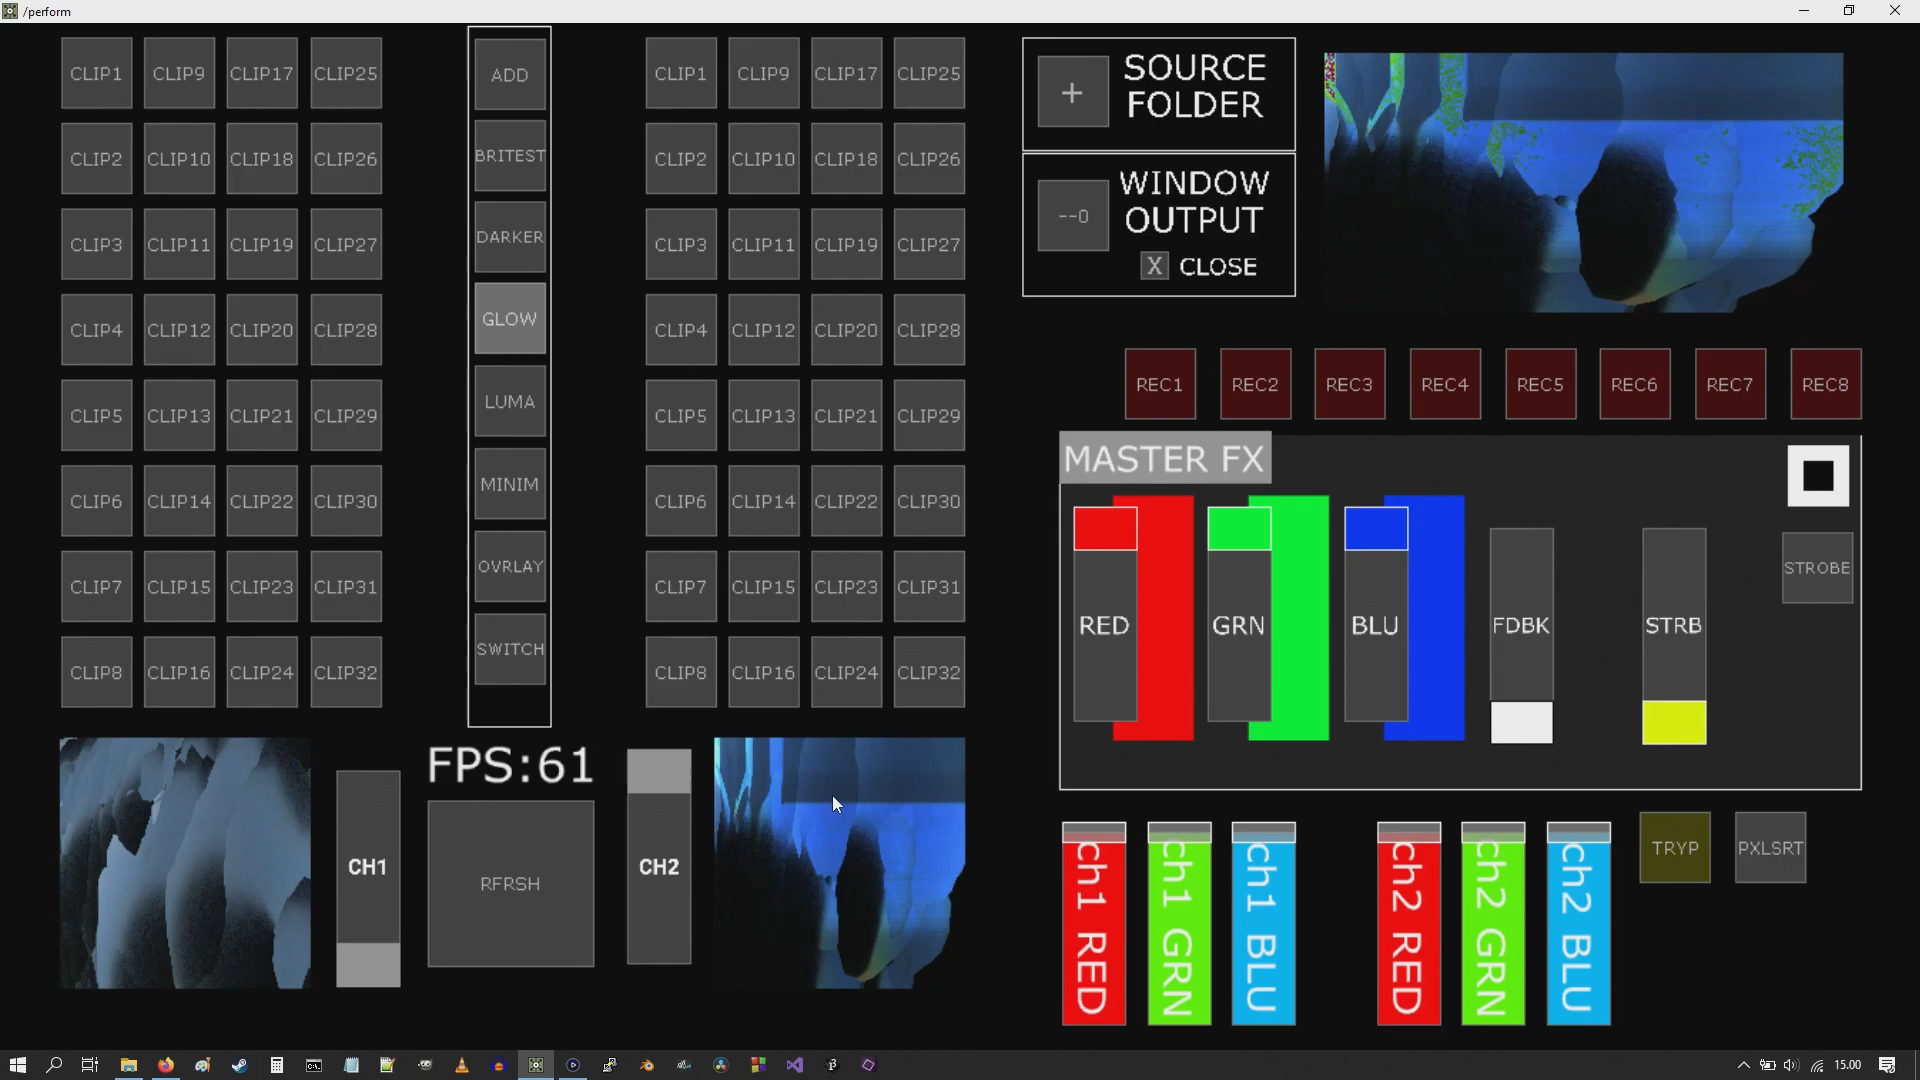 /perform
CLIP1 CLIP9 CLIP17 CLIP25
CLIP2 CLIP10 CLIP18 CLIP26
CLIP3 CLIP11 CLIP19 CLIP27
CLIP4 CLIP12 CLIP20 CLIP28
CLIP5 CLIP13 CLIP21 CLIP29
CLIP6 CLIP14 CLIP22 CLIP30
CLIP7 CLIP15 CLIP23 CLIP31
CLIP8 CLIP16 CLIP24 CLIP32
ADD
BRITEST
DARKER
GLOW
LUMA
MINIM
OVRLAY
SWITCH
CLIP1 CLIP9 CLIP17 CLIP25
CLIP2 CLIP10 CLIP18 CLIP26
CLIP3 CLIP11 CLIP19 CLIP27
CLIP4 CLIP12 CLIP20 CLIP28
CLIP5 CLIP13 CLIP21 CLIP29
CLIP6 CLIP14 CLIP22 CLIP30
CLIP7 CLIP15 CLIP23 CLIP31
CLIP8 CLIP16 CLIP24 CLIP32
CH1
FPS:61
RFRSH
CH2
+
SOURCE
FOLDER
--0
WINDOW
OUTPUT
X CLOSE
REC1 REC2 REC3 REC4 REC5 REC6 REC7 REC8
MASTER FX
RED GRN BLU FDBK STRB
STROBE
ch1 RED
ch1 GRN
ch1 BLU
ch2 RED
ch2 GRN
ch2 BLU
TRYP
PXLSRT
15.00